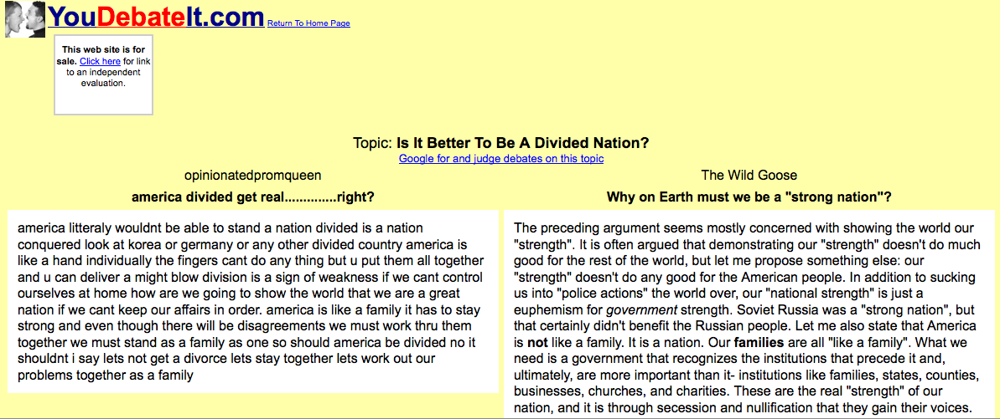 YouDebateIt.com Return To Home Page
This web site is for
sale. Click here for link
to an independent
evaluation.
Topic: Is It Better To Be A Divided Nation?
Google for and judge debates on this topic
opinionatedpromqueen
america divided get real..............right?
america litteraly wouldnt be able to stand a nation divided is a nation
conquered look at korea or germany or any other divided country america is
like a hand individually the fingers cant do any thing but u put them all together
and u can deliver a might blow division is a sign of weakness if we cant control
ourselves at home how are we going to show the world that we are a great
nation if we cant keep our affairs in order. america is like a family it has to stay
strong and even though there will be disagreements we must work thru them
together we must stand as a family as one so should america be divided no it
shouldnt i say lets not get a divorce lets stay together lets work out our
problems together as a family
The Wild Goose
Why on Earth must we be a "strong nation"?
The preceding argument seems mostly concerned with showing the world our
"strength". It is often argued that demonstrating our "strength" doesn't do much
good for the rest of the world, but let me propose something else: our
"strength" doesn't do any good for the American people. In addition to sucking
us into "police actions" the world over, our "national strength" is just a
euphemism for government strength. Soviet Russia was a "strong nation", but
that certainly didn't benefit the Russian people. Let me also state that America
is not like a family. It is a nation. Our families are all "like a family". What we
need is a government that recognizes the institutions that precede it and,
ultimately, are more important than it- institutions like families, states, counties,
businesses, churches, and charities. These are the real "strength" of our
nation, and it is through secession and nullification that they gain their voices.